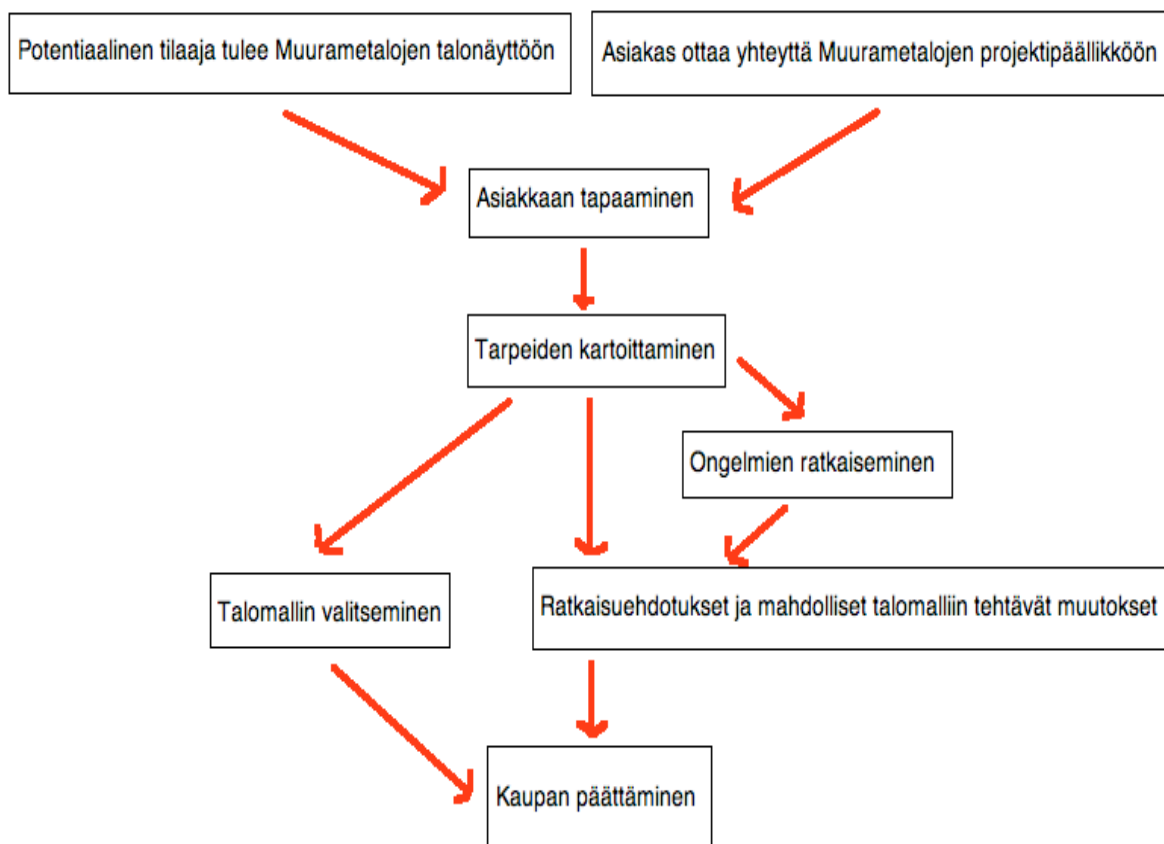 Potentiaalinen tilaaja tulee Muurametalojen talonäyttöön
Asiakas ottaa yhteyttä Muurametalojen projektipäällikköön
Asiakkaan tapaaminen
Tarpeiden kartoittaminen
Ongelmien ratkaiseminen
Talomallin valitseminen
Ratkaisuehdotukset ja mahdolliset talomalliin tehtävät muutokset
Kaupan päättäminen